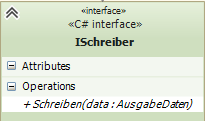 «interface»
«C# interface»
ISchreiber
Attributes
Operations
+ Schreiben(data : AusgabeDaten)